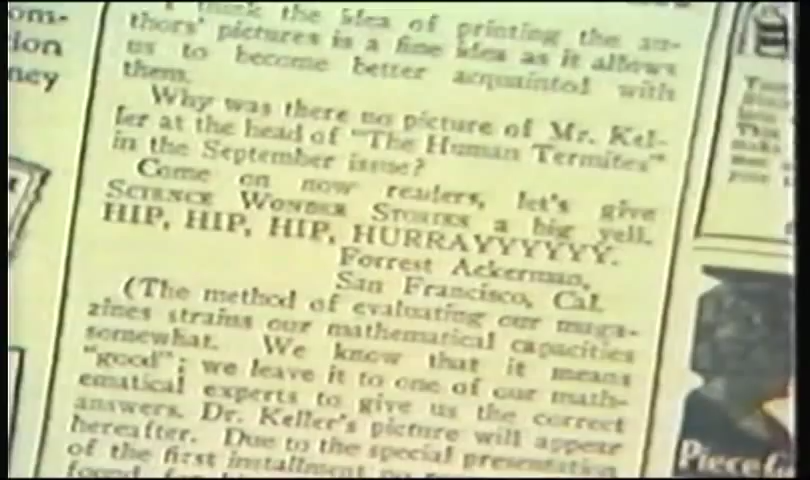 om-
ion
ney
I think the idea of printing the au-
thors' pictures is a fine idea as it allows
us to become better acquainted with
them.
Why was there no picture of Mr. Kel-
ler at the head of "The Human Termites"
in the September issue?
Come on now readers, let's give
SCIENCE WONDER STORIES a big yell.
HIP, HIP, HIP, HURRAYYYYYY.
Forrest Ackerman,
San Francisco, Cal.
(The method of evaluating our maga-
zines strains our mathematical capacities
somewhat. We know that it means
"good"; we leave it to one of our math-
ematical experts to give us the correct
answers. Dr. Keller's picture will appear
hereafter. Due to the special presentation
of the first installment no
Piece